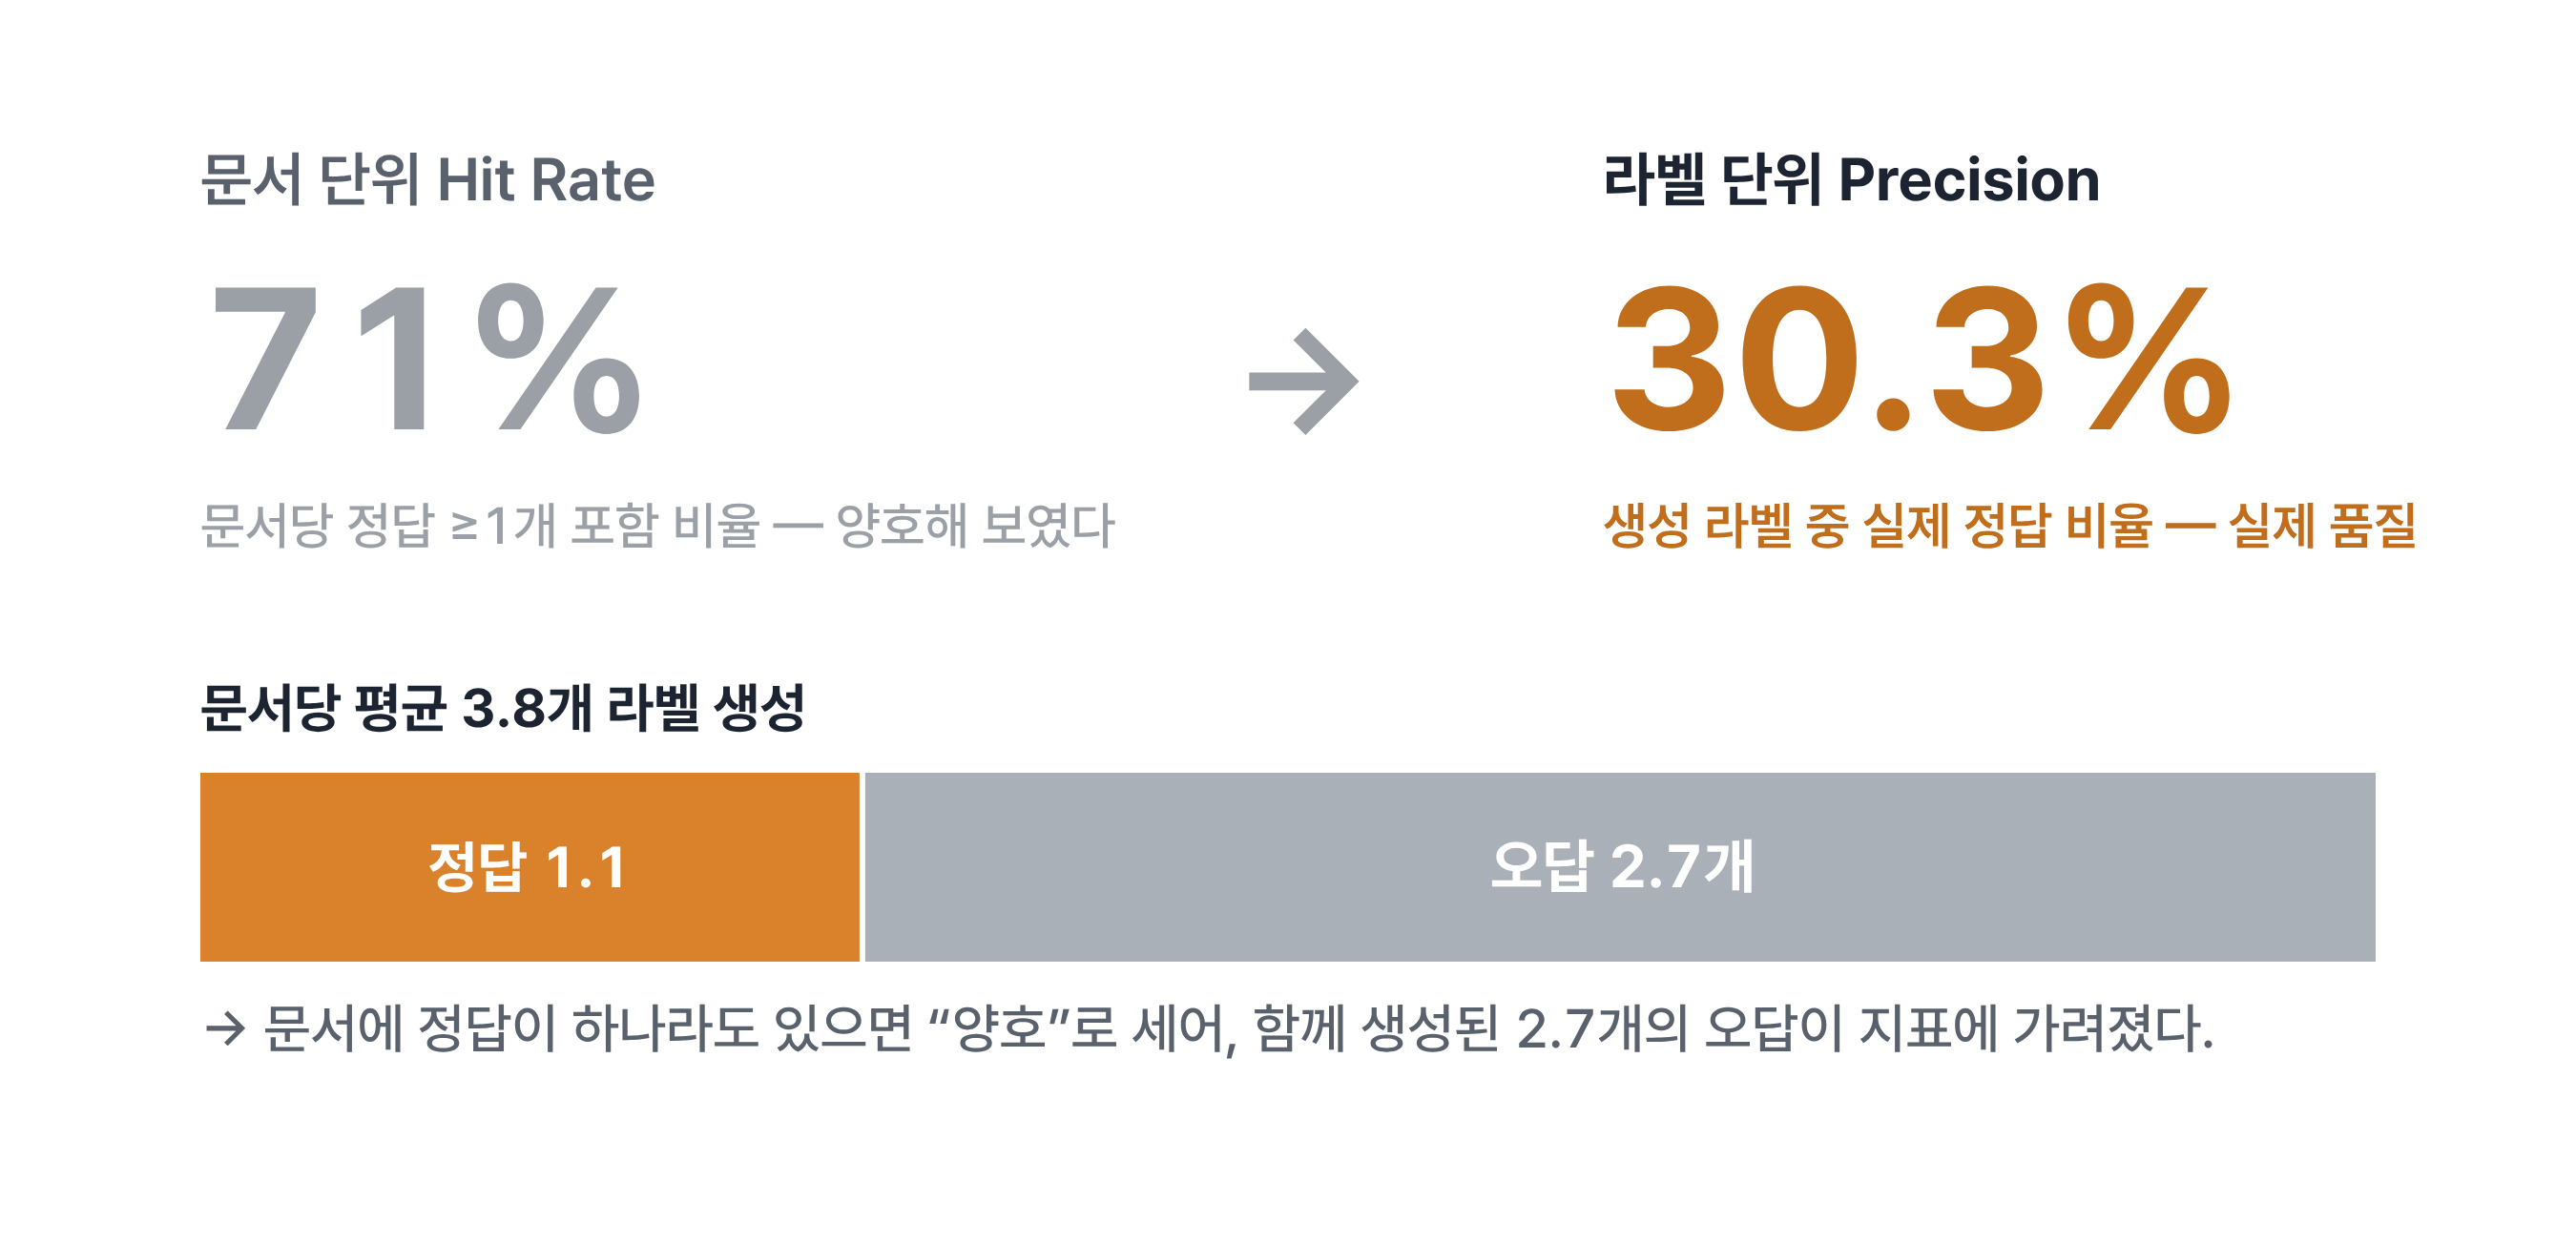 문서 단위 Hit Rate
71%
문서당 정답 ≥1개 포함 비율 — 양호해 보였다
→
라벨 단위 Precision
30.3%
생성 라벨 중 실제 정답 비율 — 실제 품질
문서당 평균 3.8개 라벨 생성
정답 1.1
오답 2.7개
→ 문서에 정답이 하나라도 있으면 “양호”로 세어, 함께 생성된 2.7개의 오답이 지표에 가려졌다.